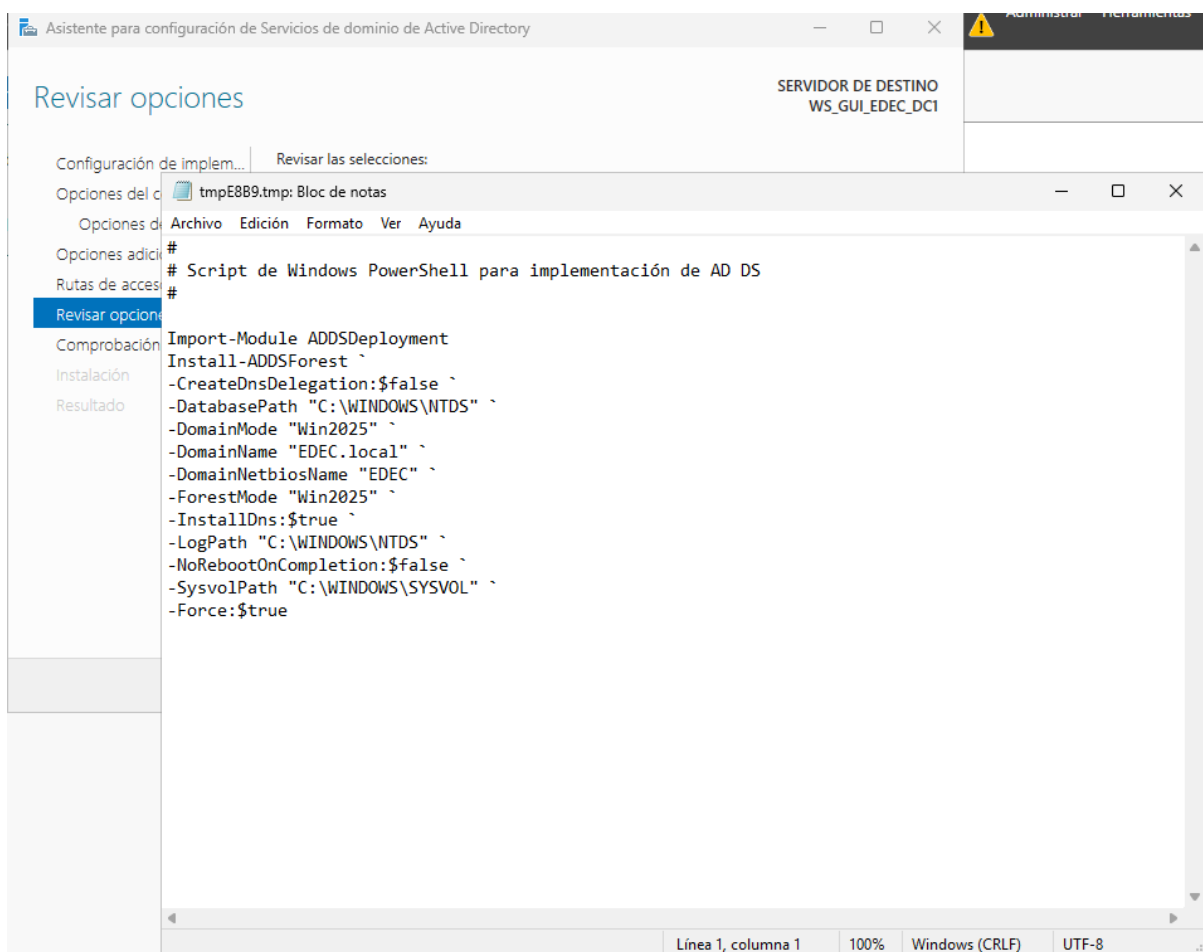 Asistente para configuración de Servicios de dominio de Active Directory
Administrar Herramientas
Revisar opciones
SERVIDOR DE DESTINO
WS_GUI_EDEC_DC1
Configuración de implem...
Revisar las selecciones:
Opciones del
Opciones
Opciones
Rutas de
Revisar
Comprobación
Instalación
Resultado
tmpE8B9.tmp: Bloc de notas
Archivo Edición Formato Ver Ayuda
#
# Script de Windows PowerShell para implementación de AD DS
#
Import-Module ADDSDeployment
Install-ADDSForest `
-CreateDnsDelegation:$false `
-DatabasePath "C:\WINDOWS\NTDS" `
-DomainMode "Win2025" `
-DomainName "EDEC.local" `
-DomainNetbiosName "EDEC" `
-ForestMode "Win2025" `
-InstallDns:$true `
-LogPath "C:\WINDOWS\NTDS" `
-NoRebootOnCompletion:$false `
-SysvolPath "C:\WINDOWS\SYSVOL" `
-Force:$true
Línea 1, columna 1 100% Windows (CRLF) UTF-8